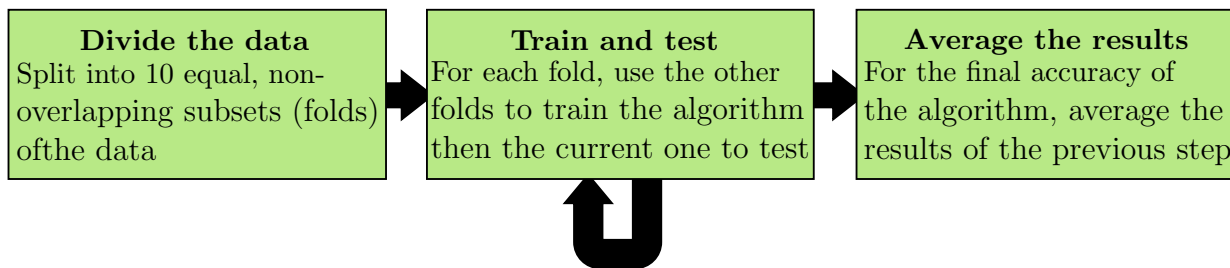 Divide the data
Split into 10 equal, non-
overlapping subsets (folds)
ofthe data
Train and test
For each fold, use the other
folds to train the algorithm
then the current one to test
Average the results
For the final accuracy of
the algorithm, average the
results of the previous step